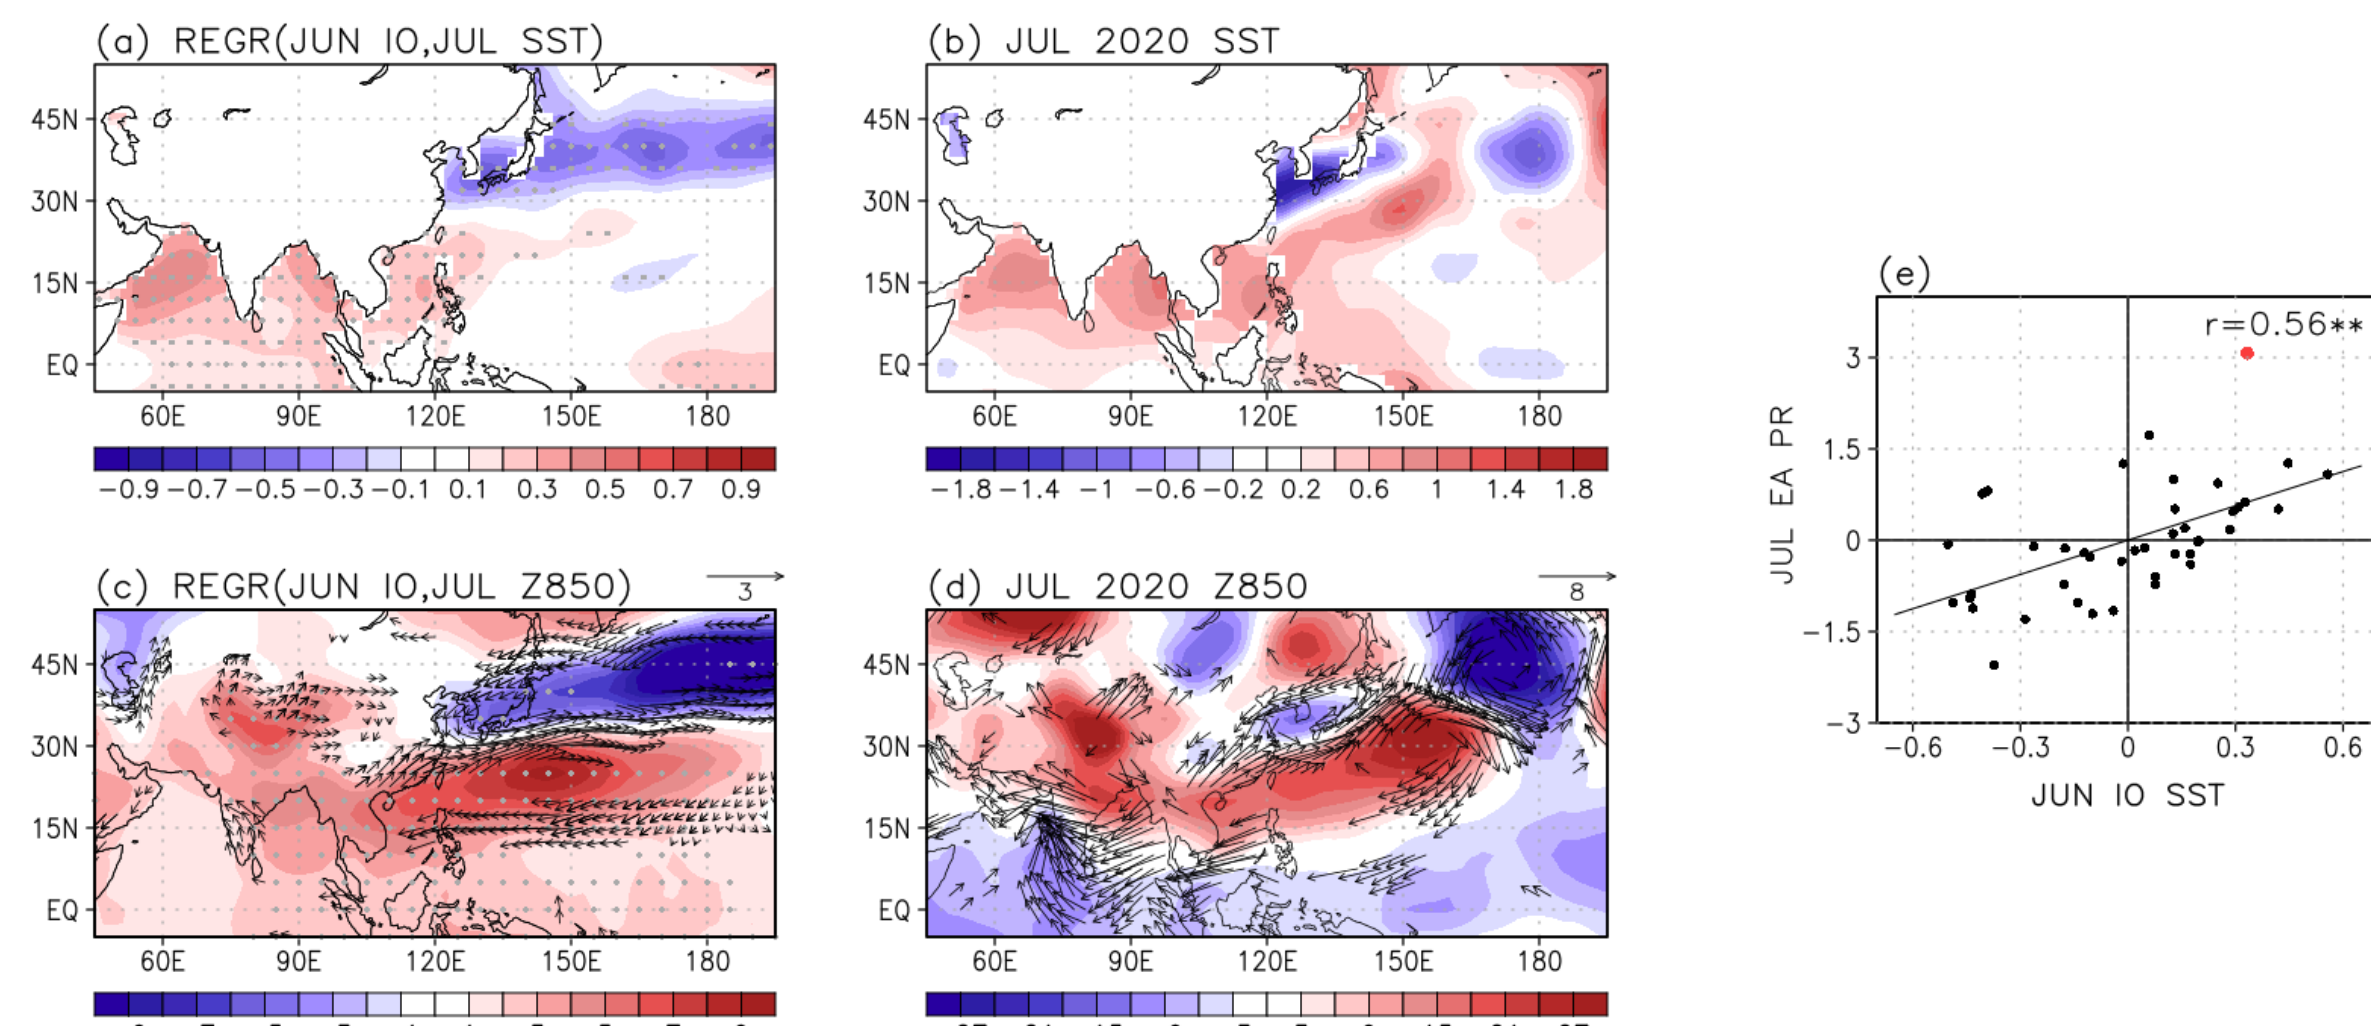 (a) REGR(JUN IO,JUL SST)
45N
30N
15N
EQ
60E 90E 120E 150E 180
−0.9 −0.7 −0.5 −0.3 −0.1 0.1 0.3 0.5 0.7 0.9
(b) JUL 2020 SST
45N
30N
15N
EQ
60E 90E 120E 150E 180
−1.8 −1.4 −1 −0.6 −0.2 0.2 0.6 1 1.4 1.8
(c) REGR(JUN IO,JUL Z850)
3
45N
30N
15N
EQ
60E 90E 120E 150E 180
(d) JUL 2020 Z850
8
45N
30N
15N
EQ
60E 90E 120E 150E 180
(e)
r=0.56**
JUL EA PR
3
1.5
0
−1.5
−3
−0.6 −0.3 0 0.3 0.6
JUN IO SST